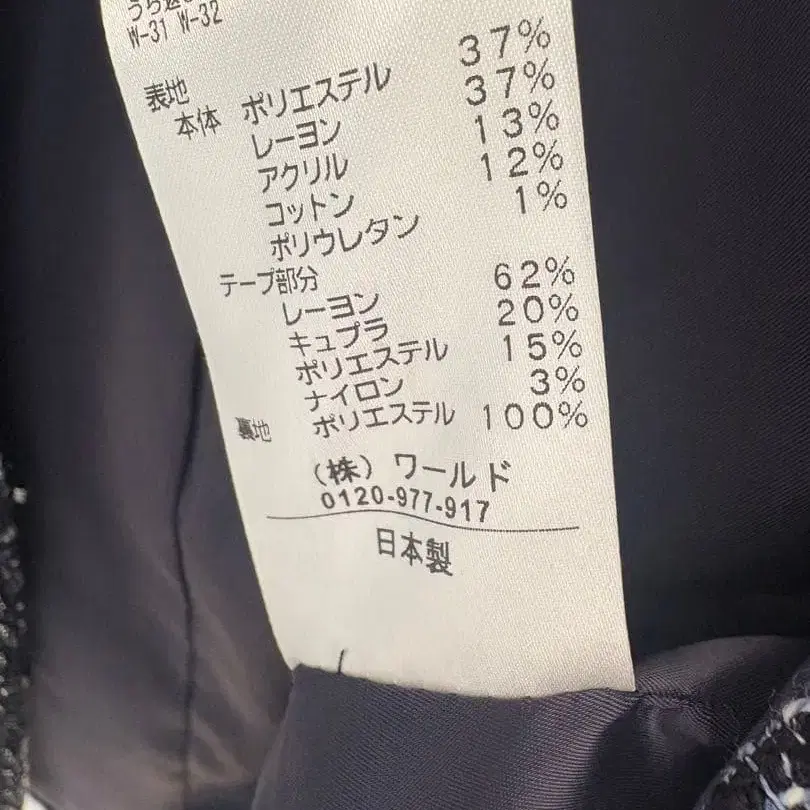 うら返し
W-31 W-32
表地
本体 ポリエステル 37%
レーヨン 37%
アクリル 13%
コットン 12%
ポリウレタン 1%
テープ部分
レーヨン 62%
キュプラ 20%
ポリエステル 15%
ナイロン 3%
裏地 ポリエステル 100%
(株) ワールド
0120-977-917
日本製